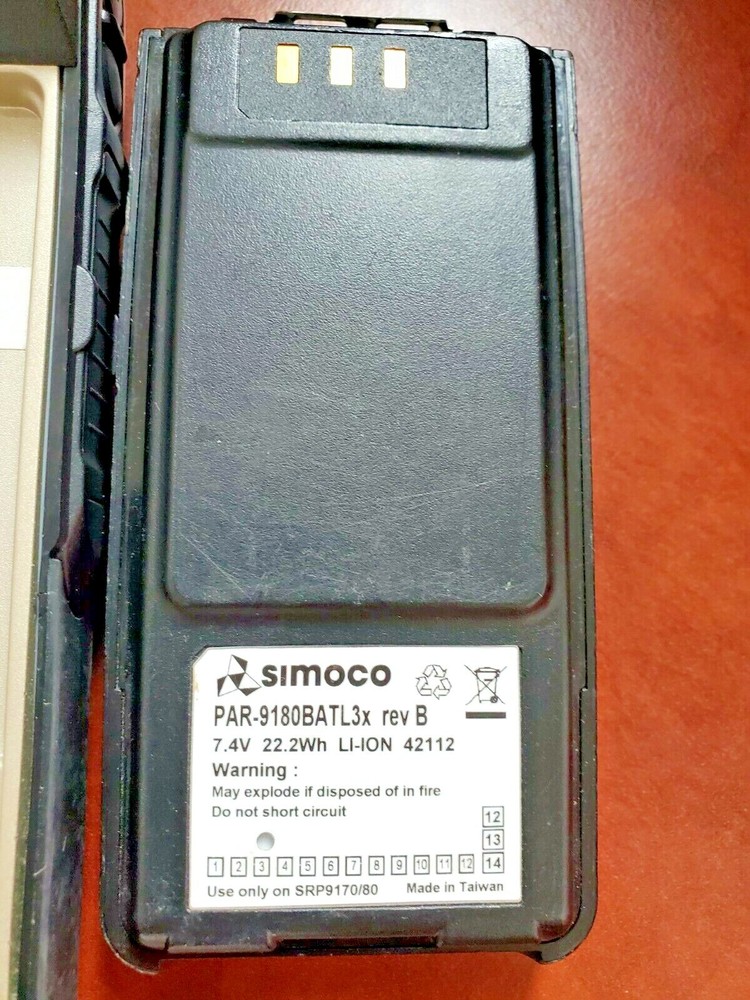 SIMOCO
PAR-9180BATL3x rev B
7.4V 22.2Wh LI-ION 42112
Warning :
May explode if disposed of in fire
Do not short circuit
12
13
1 2 3 4 5 6 7 8 9 10 11 12 14
Use only on SRP9170/80 Made in Taiwan